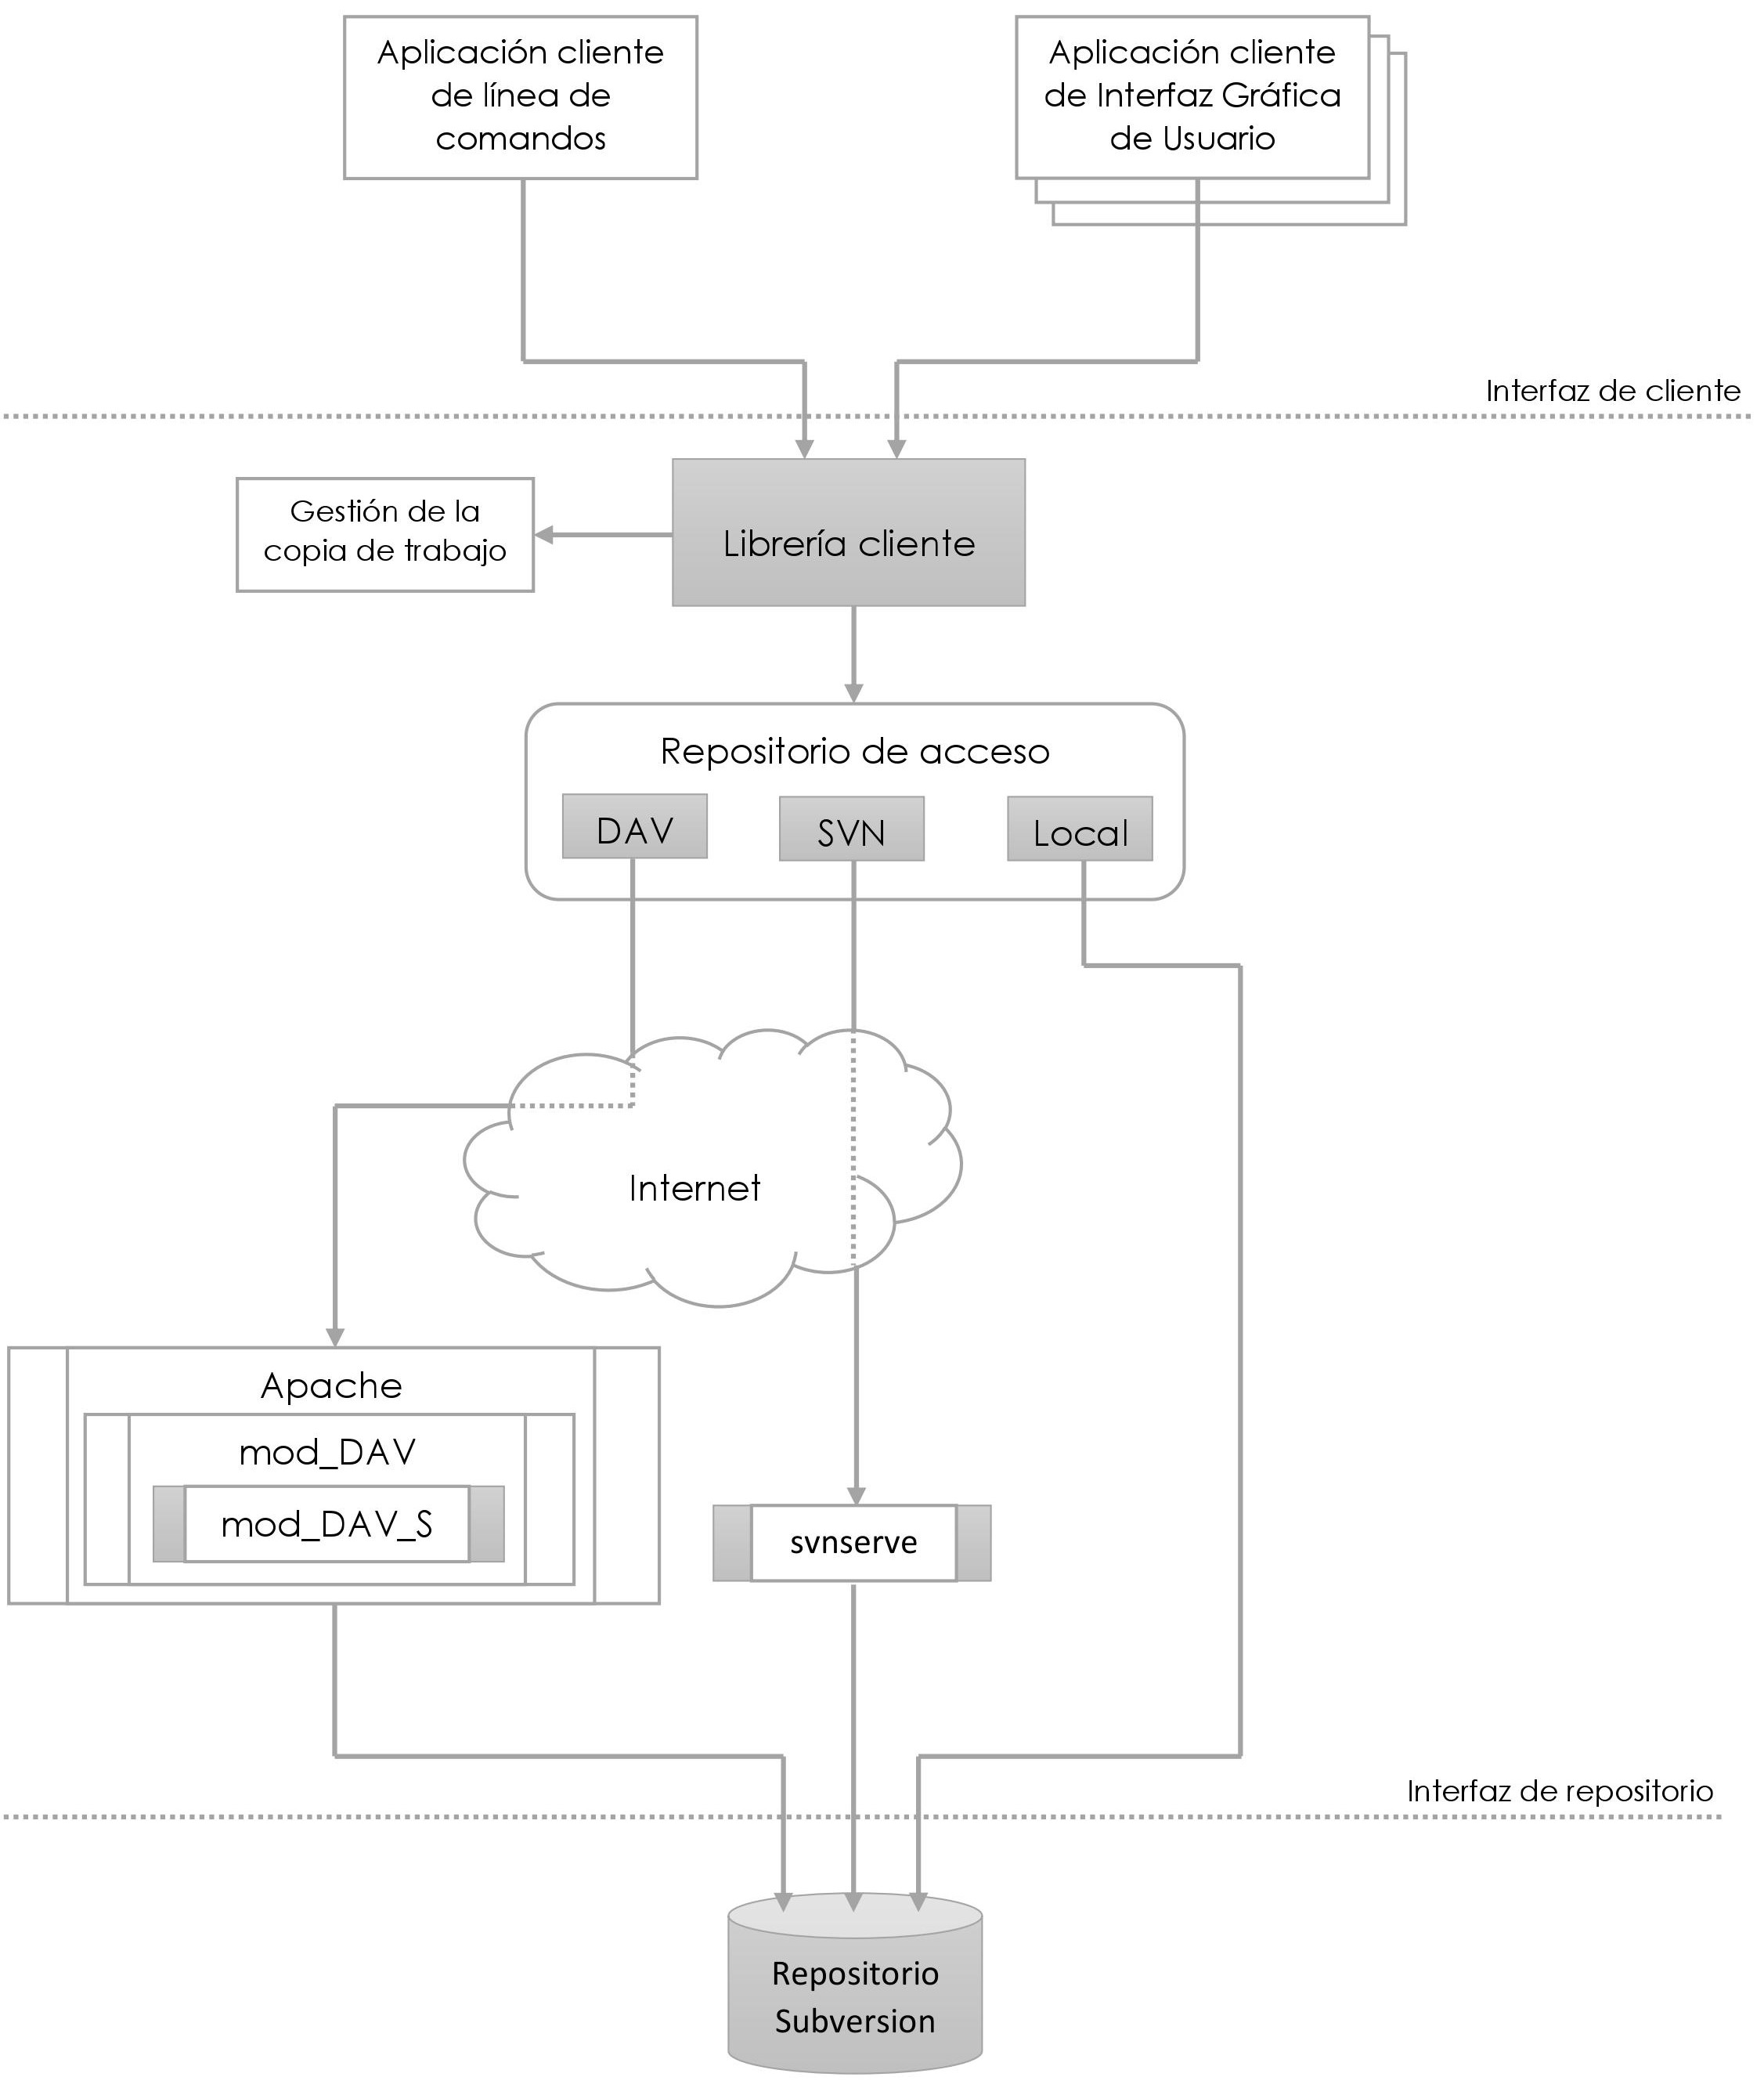 Aplicación cliente
de línea de
comandos
Aplicación cliente
de Interfaz Gráfica
de Usuario
Interfaz de cliente
Gestión de la
copia de trabajo
Librería cliente
Repositorio de acceso
DAV
SVN
Local
Internet
Apache
mod_DAV
mod_DAV_S
svnserve
Interfaz de repositorio
Repositorio
Subversion